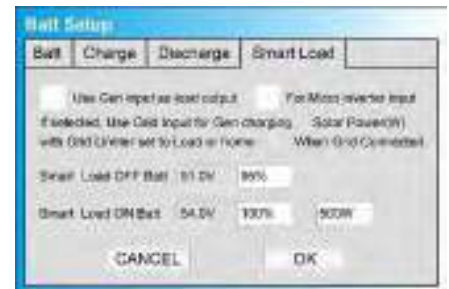 Batt Setup
Batt Charge Discharge Smart Load
Use Gen input as load output For Micro inverter input
If selected, Use Grid Input for Gen charging Solar Power(W)
with Grid Limiter set to Load or home When Grid Connected
Smart Load OFF Batt 51.0V 95%
Smart Load ON Batt 54.0V 100% 500W
CANCEL OK